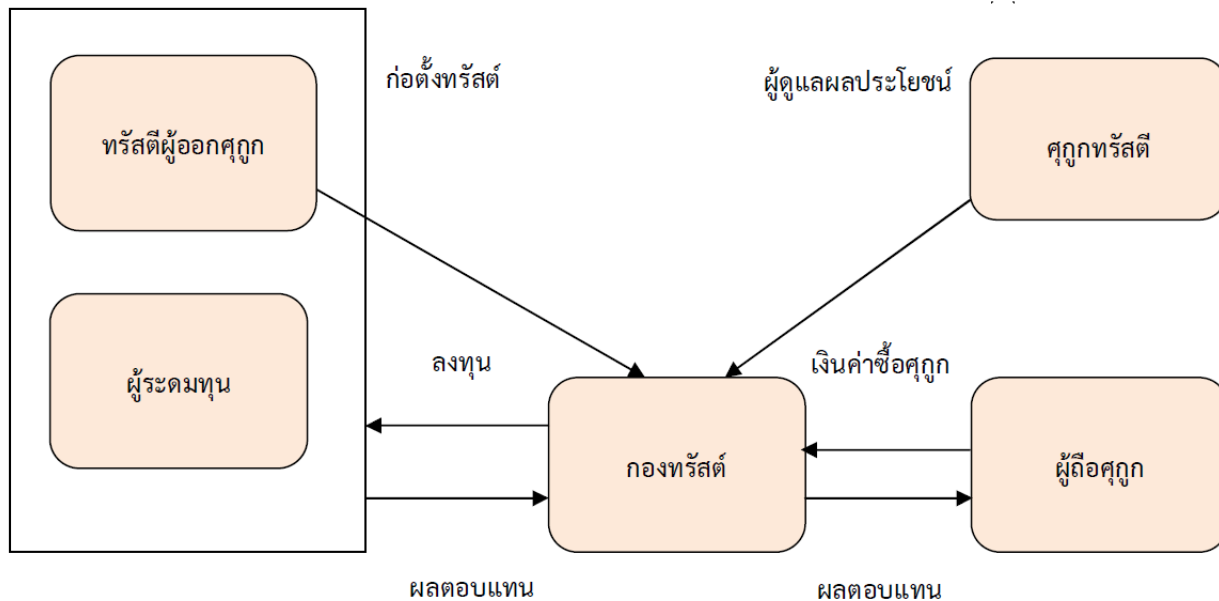 ก่อตั้งทรัสต์
ผู้ดูแลผลประโยชน์
ทรัสตีผู้ออกศุกูก
ศุกูกทรัสตี
ลงทุน
เงินค่าซื้อศุกูก
ผู้ระดมทุน
กองทรัสต์
ผู้ถือศุกูก
ผลตอบแทน
ผลตอบแทน